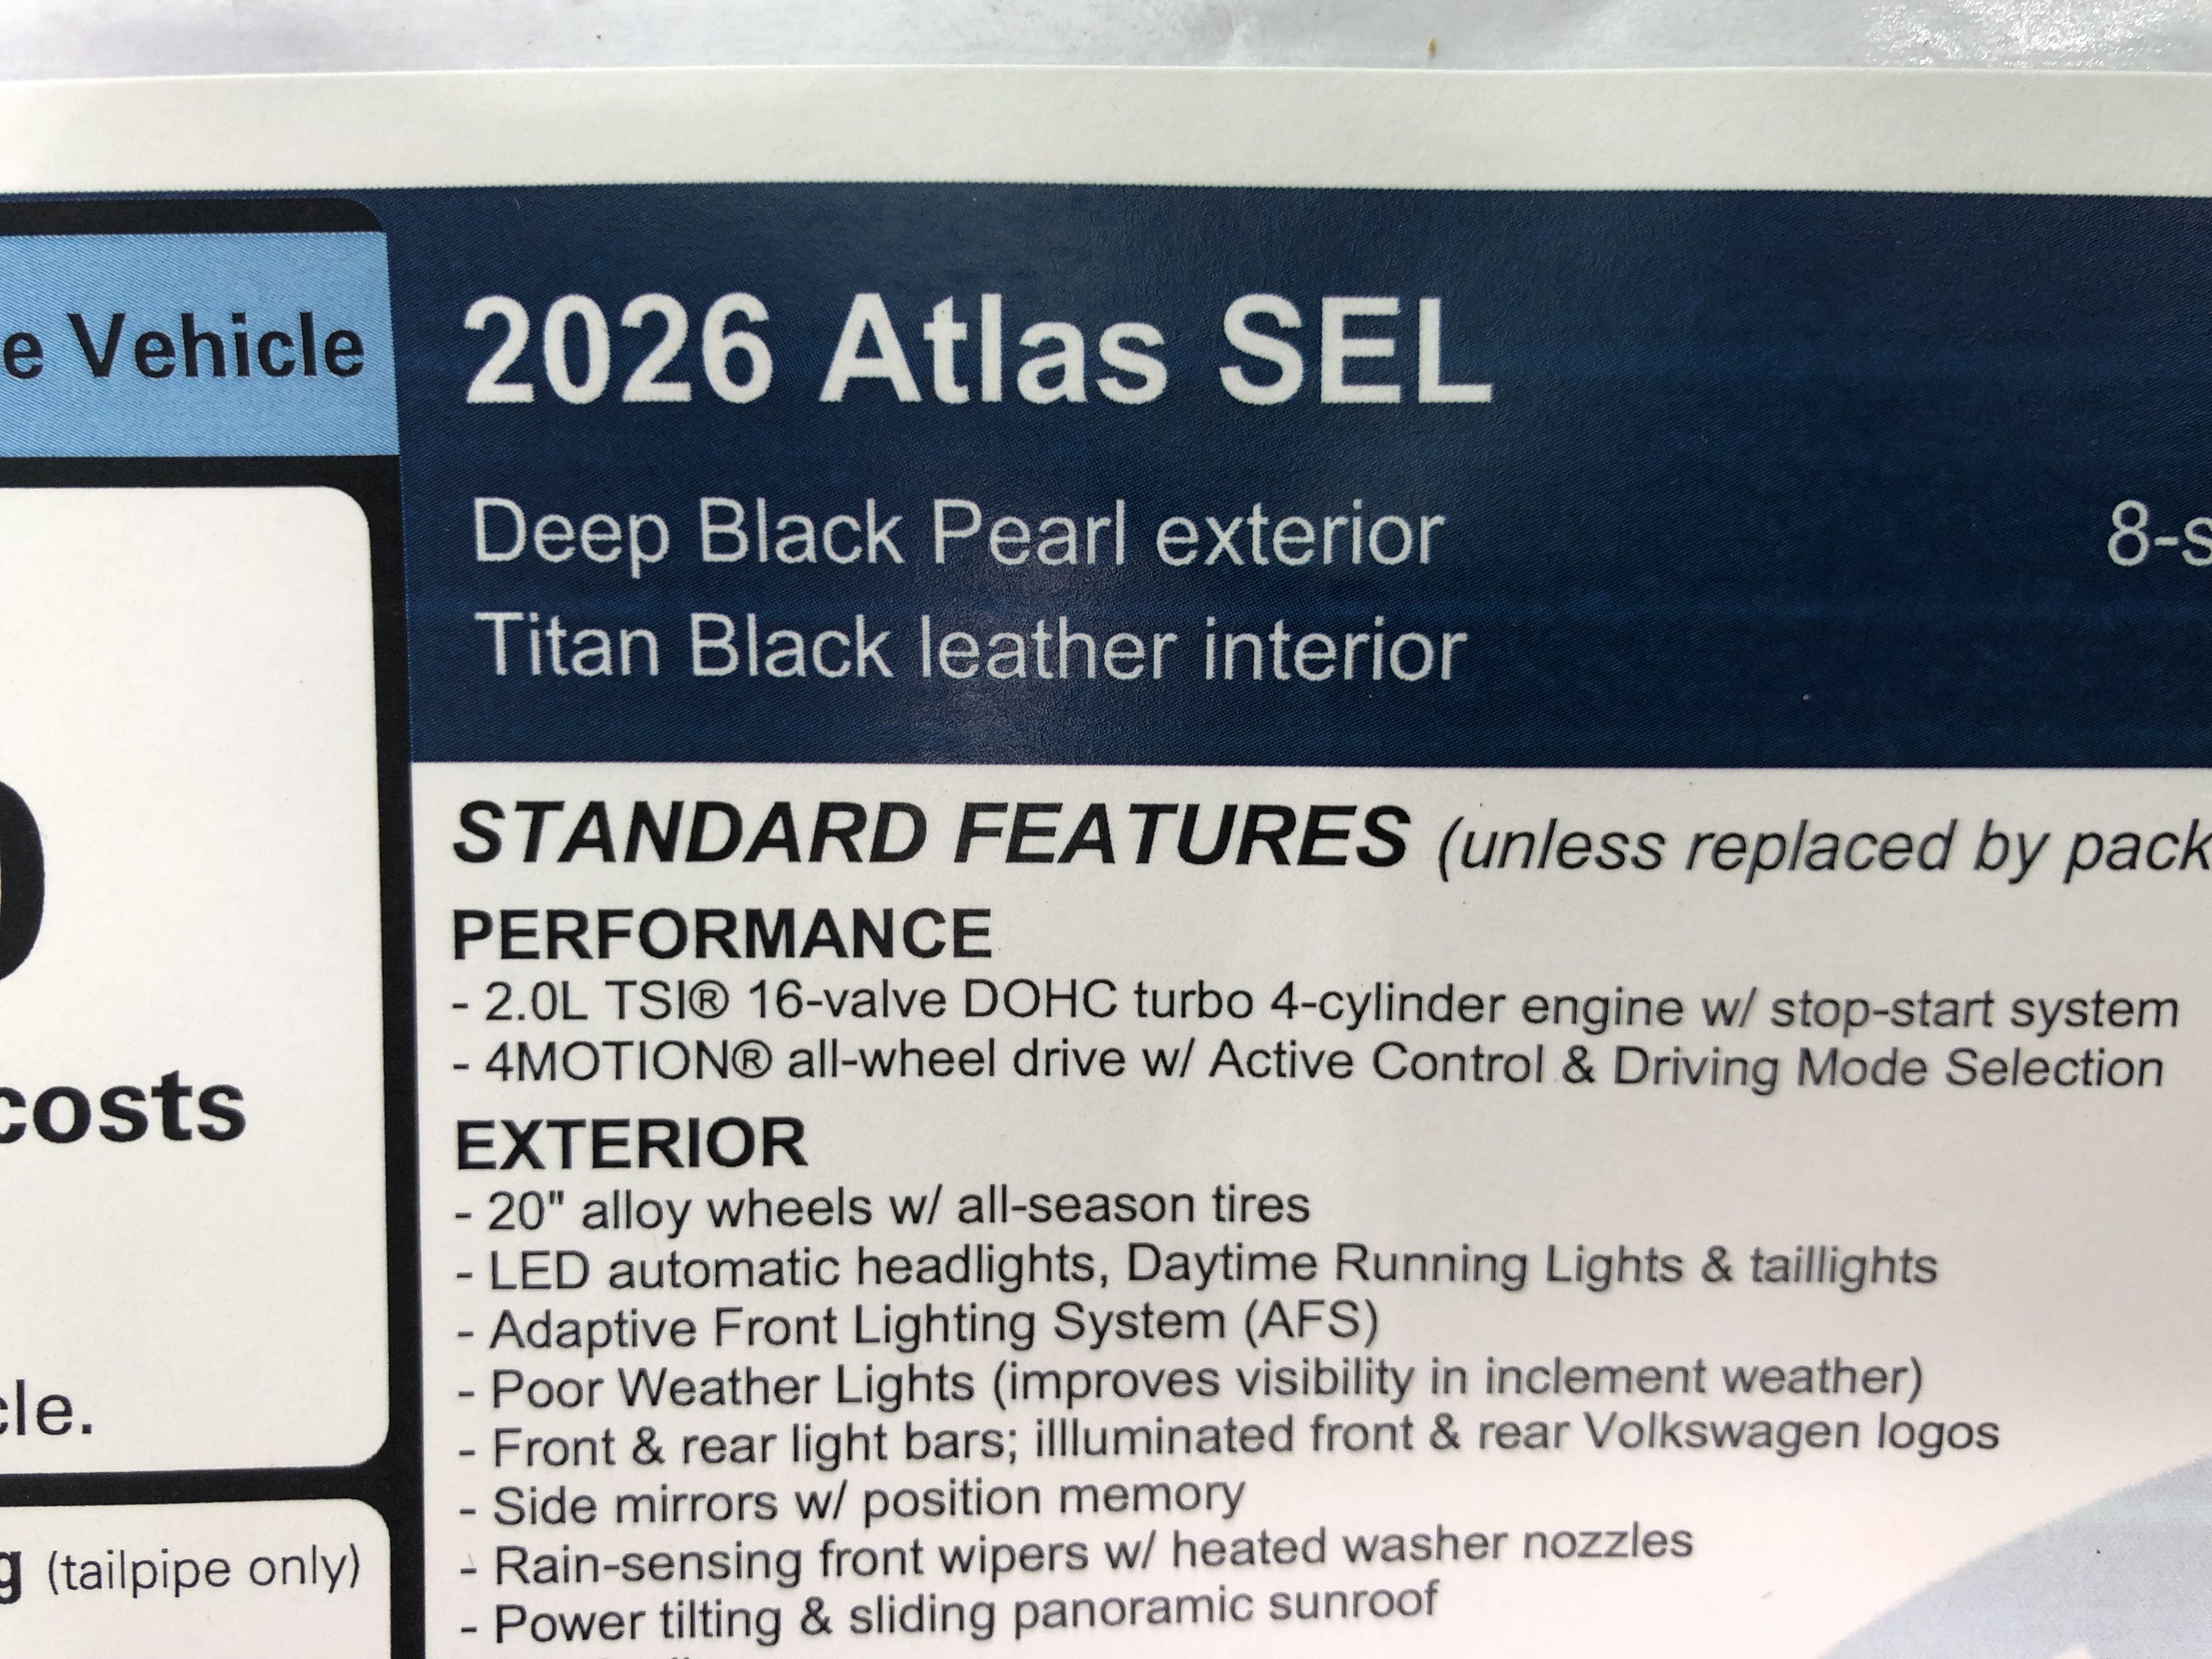 e Vehicle
2026 Atlas SEL
Deep Black Pearl exterior
8-s
Titan Black leather interior
costs
cle.
g (tailpipe only)
STANDARD FEATURES (unless replaced by pack
PERFORMANCE
- 2.0L TSI® 16-valve DOHC turbo 4-cylinder engine w/ stop-start system
- 4MOTION® all-wheel drive w/ Active Control & Driving Mode Selection
EXTERIOR
- 20" alloy wheels w/ all-season tires
- LED automatic headlights, Daytime Running Lights & taillights
- Adaptive Front Lighting System (AFS)
- Poor Weather Lights (improves visibility in inclement weather)
- Front & rear light bars; illluminated front & rear Volkswagen logos
- Side mirrors w/ position memory
- Rain-sensing front wipers w/ heated washer nozzles
- Power tilting & sliding panoramic sunroof